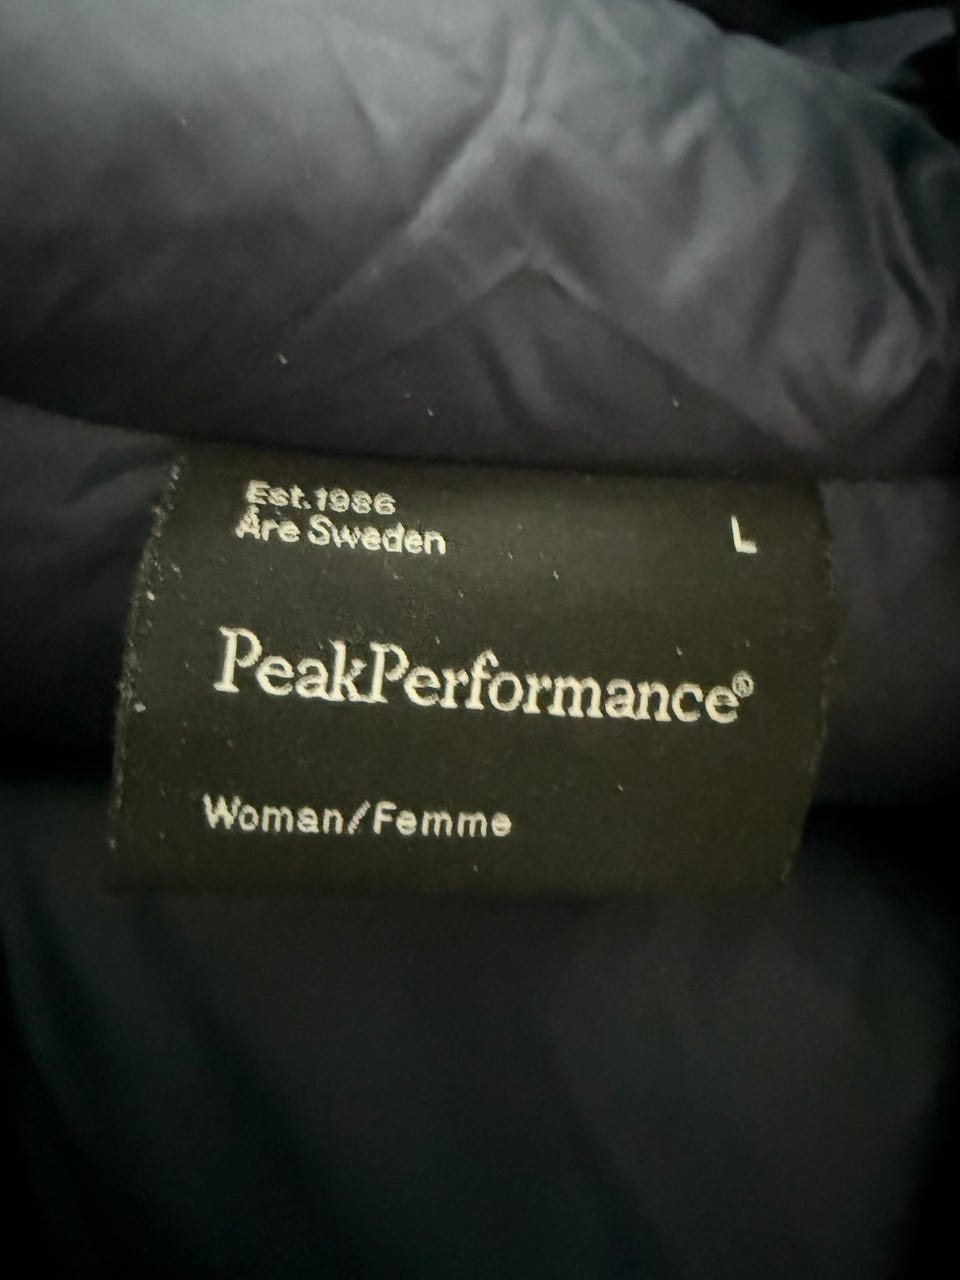 Est.1986
Åre Sweden
L
PeakPerformance®
Woman/Femme